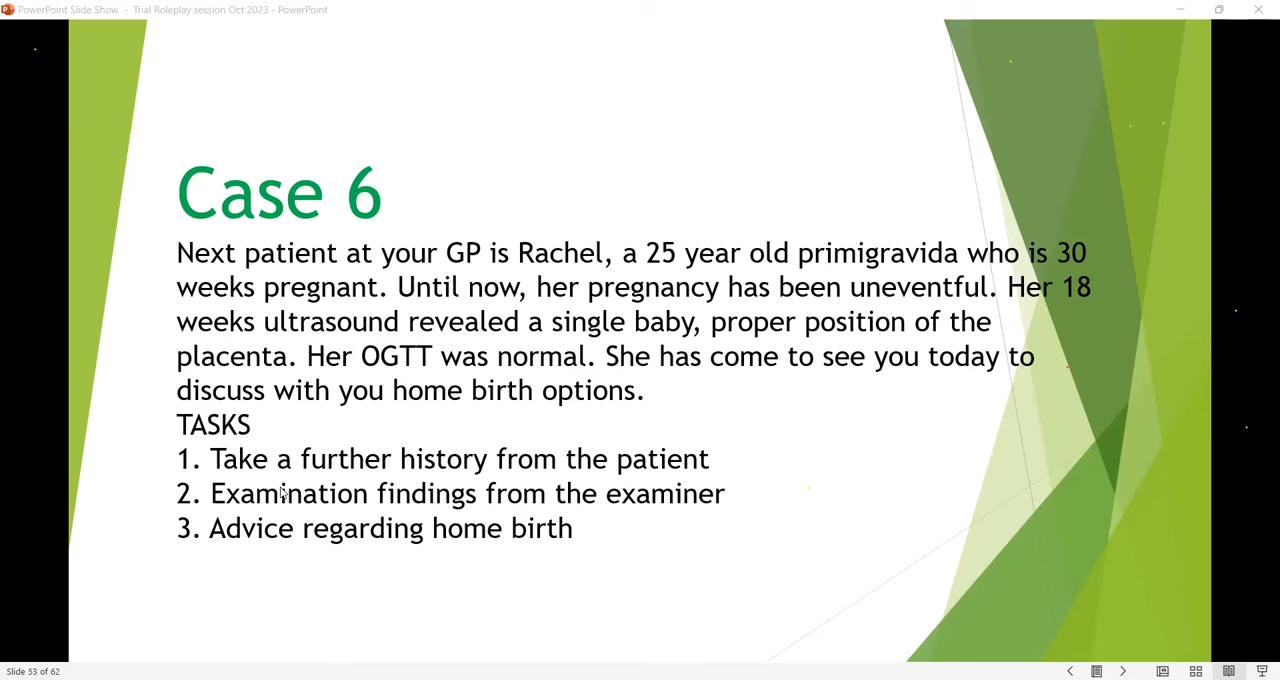 PowerPoint Slide Show - Trial Roleplay session Oct 2023 - PowerPoint
Case 6
Next patient at your GP is Rachel, a 25 year old primigravida who is 30
weeks pregnant. Until now, her pregnancy has been uneventful. Her 18
weeks ultrasound revealed a single baby, proper position of the
placenta. Her OGTT was normal. She has come to see you today to
discuss with you home birth options.
TASKS
1. Take a further history from the patient
2. Examination findings from the examiner
3. Advice regarding home birth
Slide 53 of 62